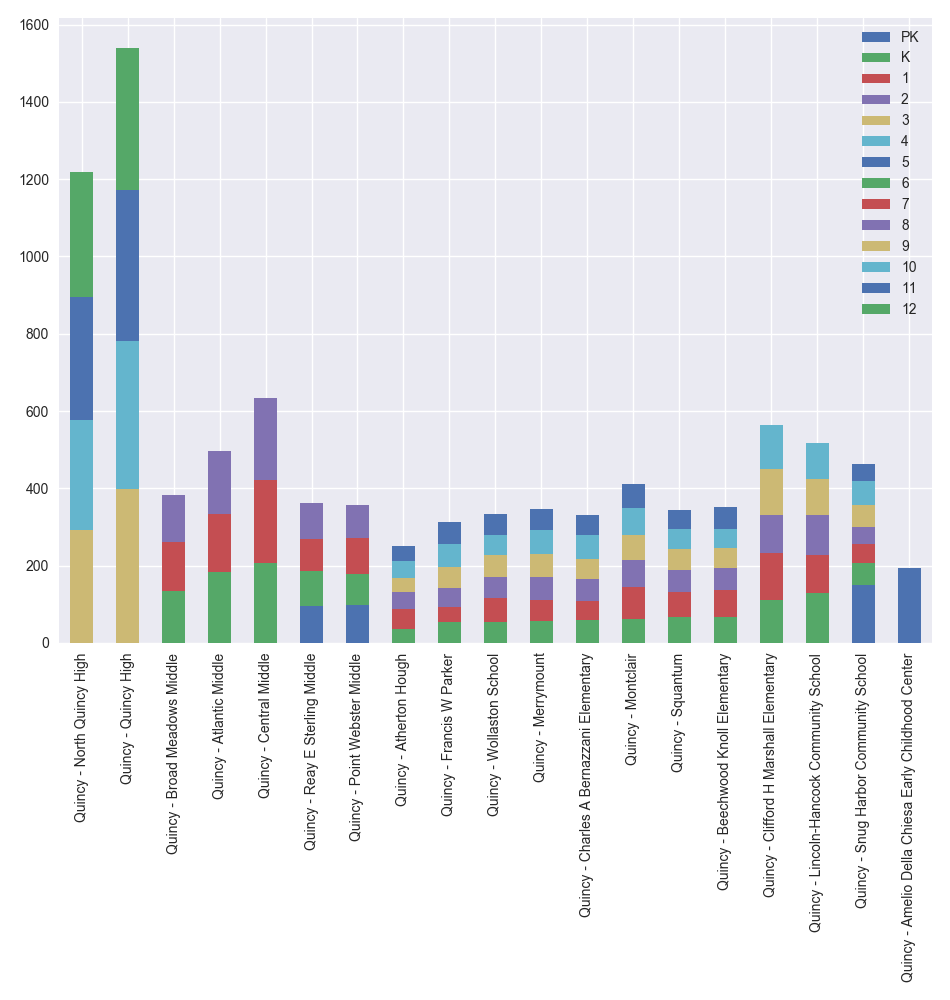 1600
1400
1200
1000
800
600
400
200
0
PK
K
1
2
3
4
5
6
7
8
9
10
11
12
Quincy - North Quincy High
Quincy - Quincy High
Quincy - Broad Meadows Middle
Quincy - Atlantic Middle
Quincy - Central Middle
Quincy - Reay E Sterling Middle
Quincy - Point Webster Middle
Quincy - Atherton Hough
Quincy - Francis W Parker
Quincy - Wollaston School
Quincy - Merrymount
Quincy - Charles A Bernazzani Elementary
Quincy - Montclair
Quincy - Squantum
Quincy - Beechwood Knoll Elementary
Quincy - Clifford H Marshall Elementary
Quincy - Lincoln-Hancock Community School
Quincy - Snug Harbor Community School
Quincy - Amelio Della Chiesa Early Childhood Center